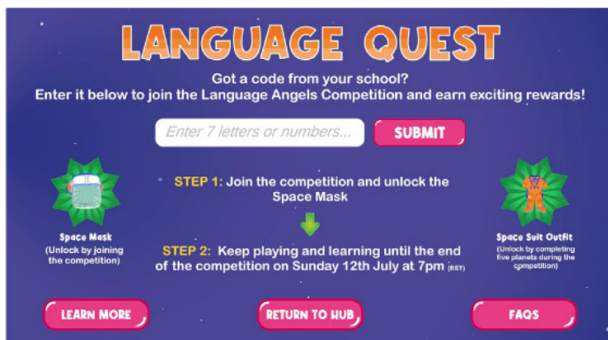 LANGUAGE QUEST
Got a code from your school?
Enter it below to join the Language Angels Competition and earn exciting rewards!
Enter 7 letters or numbers...
SUBMIT
STEP 1: Join the competition and unlock the
Space Mask
Space Mask
(Unlock by joining
the competition)
Space Suit Outfit
(Unlock by completing
five planets during the
competition)
STEP 2: Keep playing and learning until the end
of the competition on Sunday 12th July at 7pm (BST)
LEARN MORE
RETURN TO HUB
FAQS